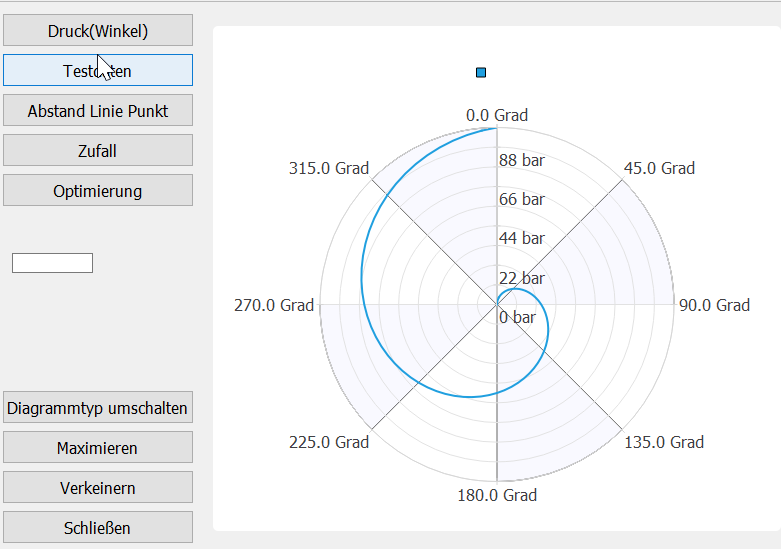 Druck(Winkel)
Testdaten
Abstand Linie Punkt
Zufall
Optimierung
Diagrammtyp umschalten
Maximieren
Verkeinern
Schließen
0.0 Grad
315.0 Grad
45.0 Grad
88 bar
66 bar
44 bar
22 bar
270.0 Grad
90.0 Grad
0 bar
225.0 Grad
135.0 Grad
180.0 Grad